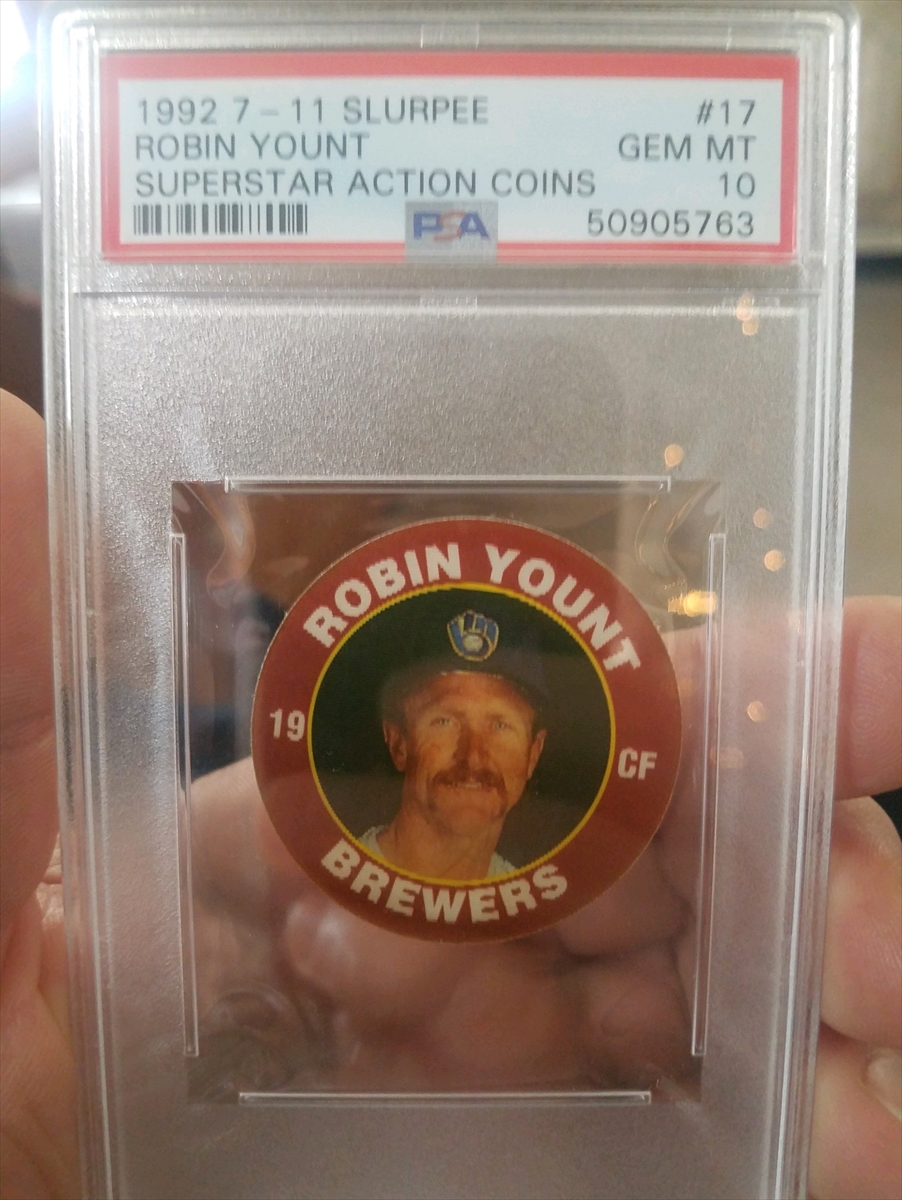 1992 7-11 SLURPEE #17
ROBIN YOUNT GEM MT
SUPERSTAR ACTION COINS 10
PSA 50905763
ROBIN YOUNT
19 CF
BREWERS